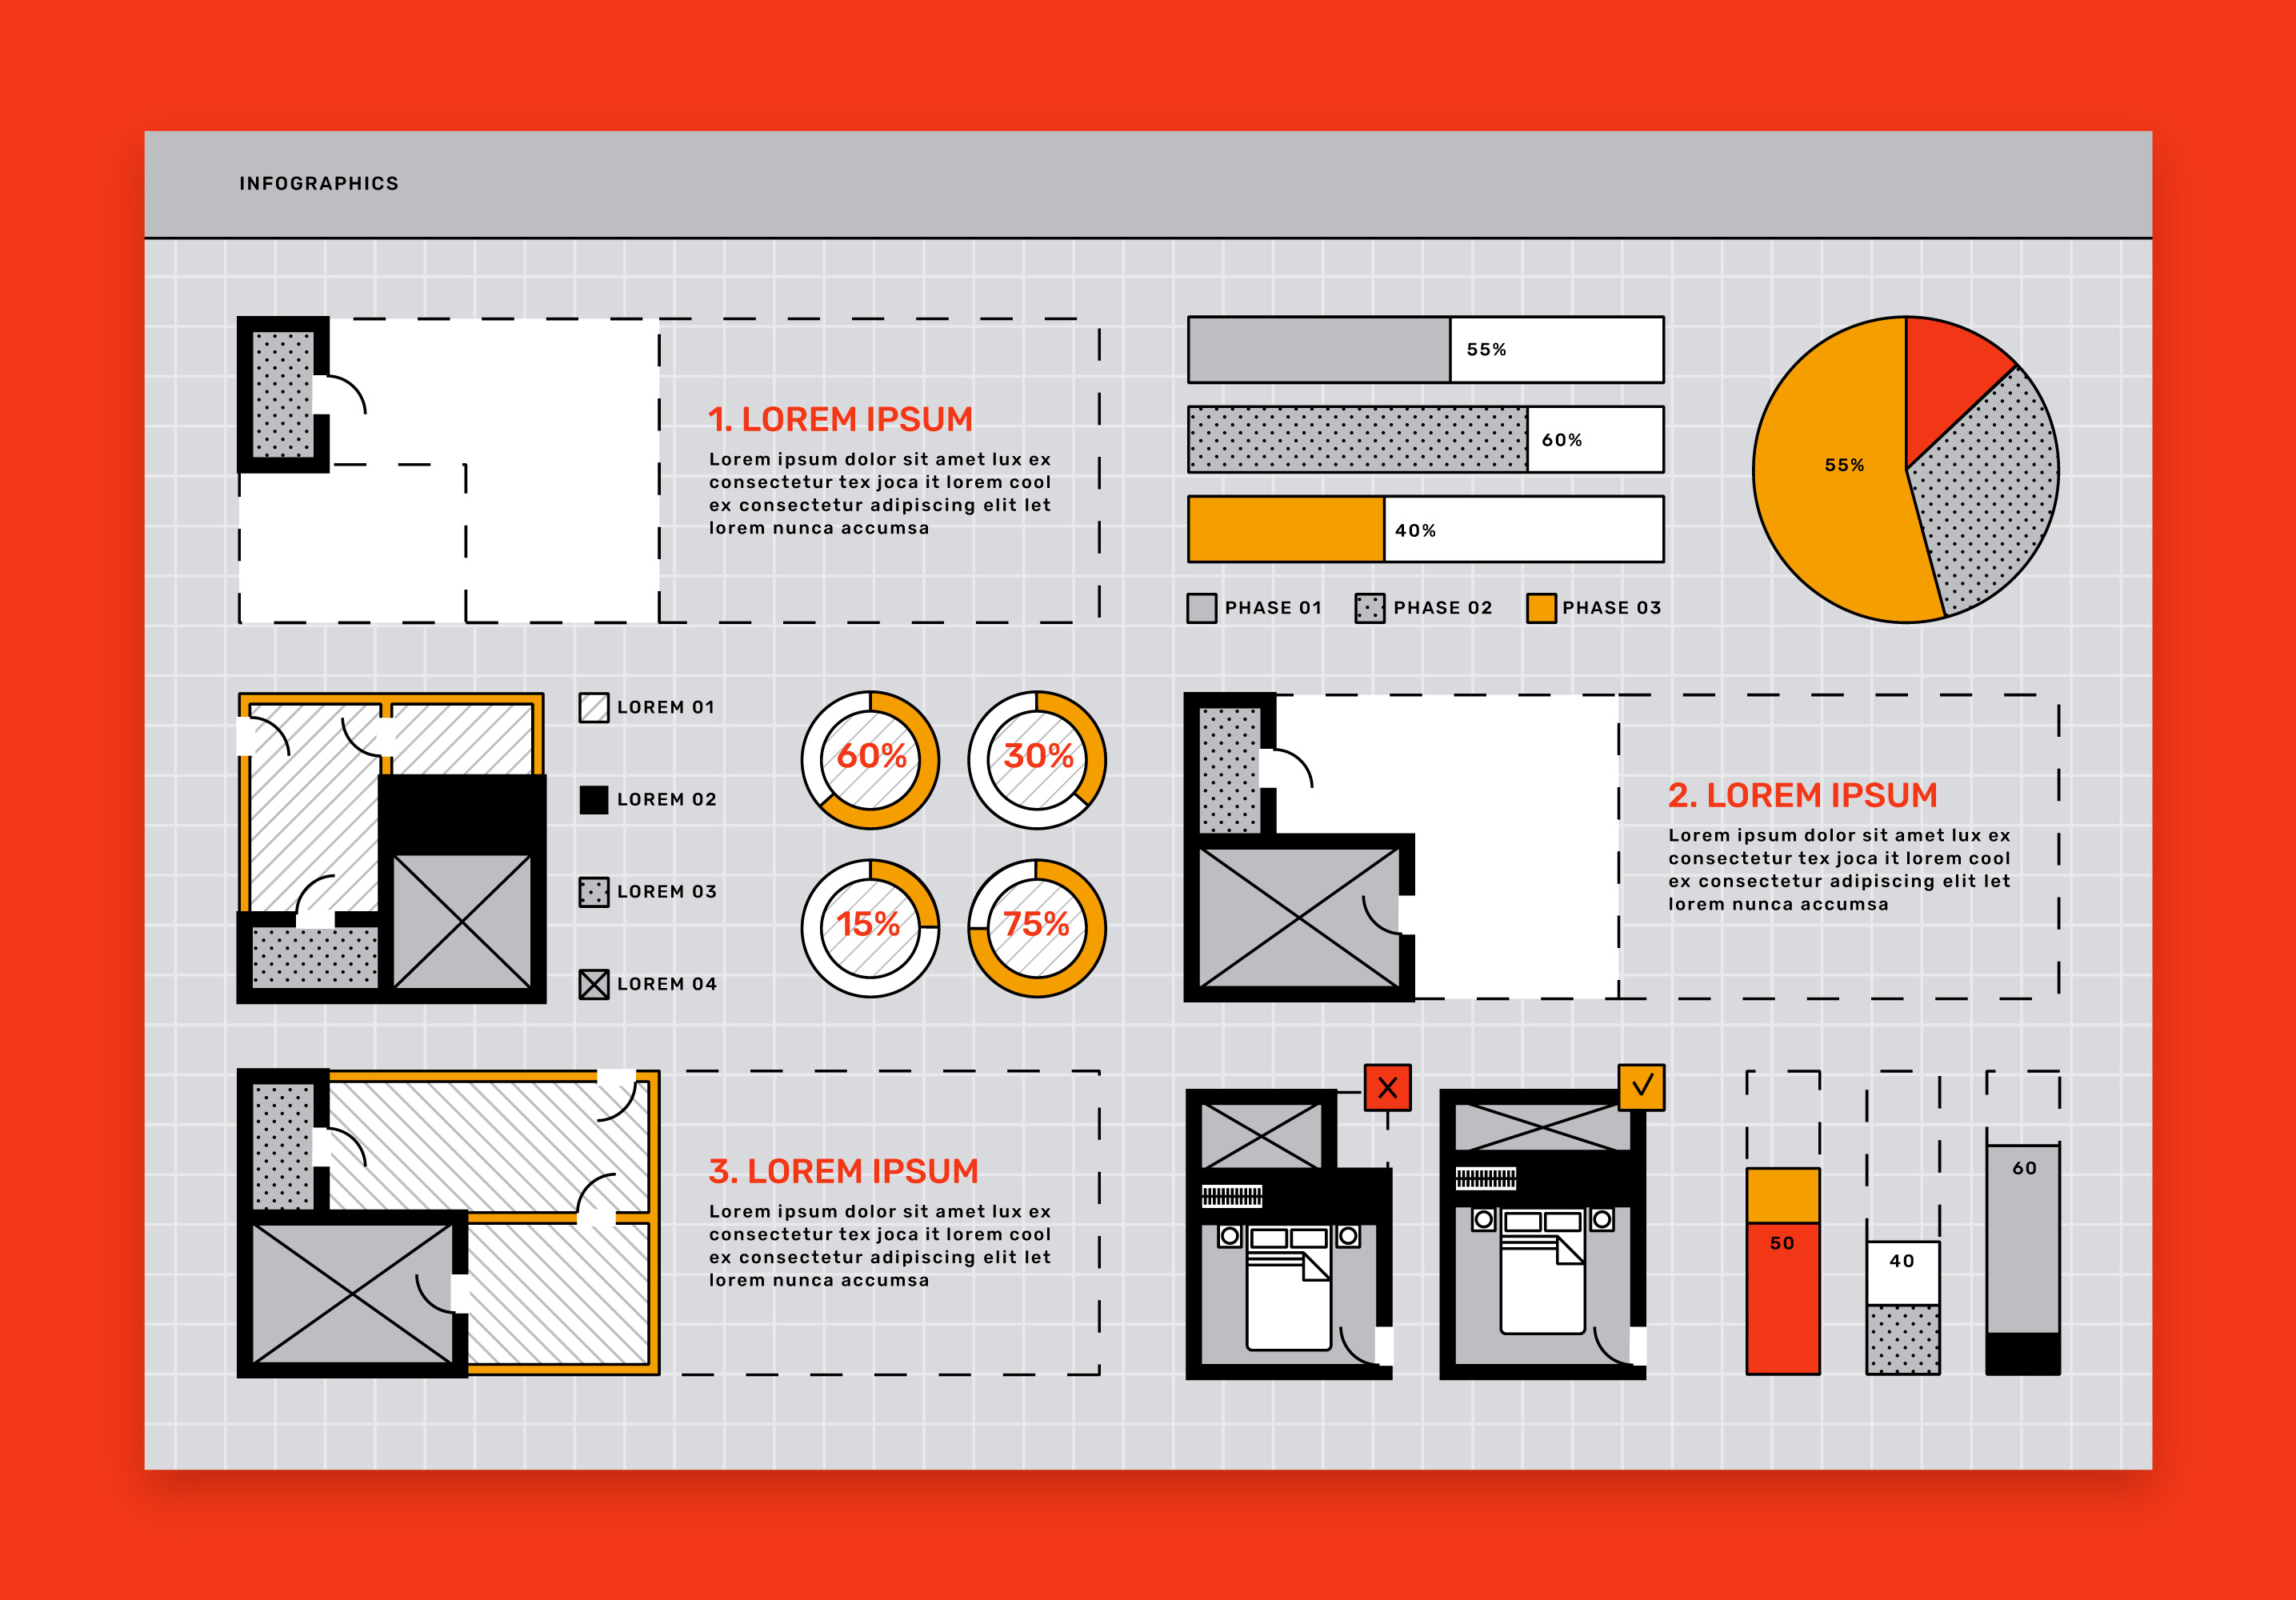 INFOGRAPHICS
1. LOREM IPSUM
Lorem ipsum dolor sit amet lux ex
consectetur tex joca it lorem cool
ex consectetur adipiscing elit let
lorem nunca accumsa
55%
60%
40%
PHASE 01 PHASE 02 PHASE 03
55%
LOREM 01
LOREM 02
LOREM 03
LOREM 04
60% 30%
15% 75%
2. LOREM IPSUM
Lorem ipsum dolor sit amet lux ex
consectetur tex joca it lorem cool
ex consectetur adipiscing elit let
lorem nunca accumsa
3. LOREM IPSUM
Lorem ipsum dolor sit amet lux ex
consectetur tex joca it lorem cool
ex consectetur adipiscing elit let
lorem nunca accumsa
50
40
60